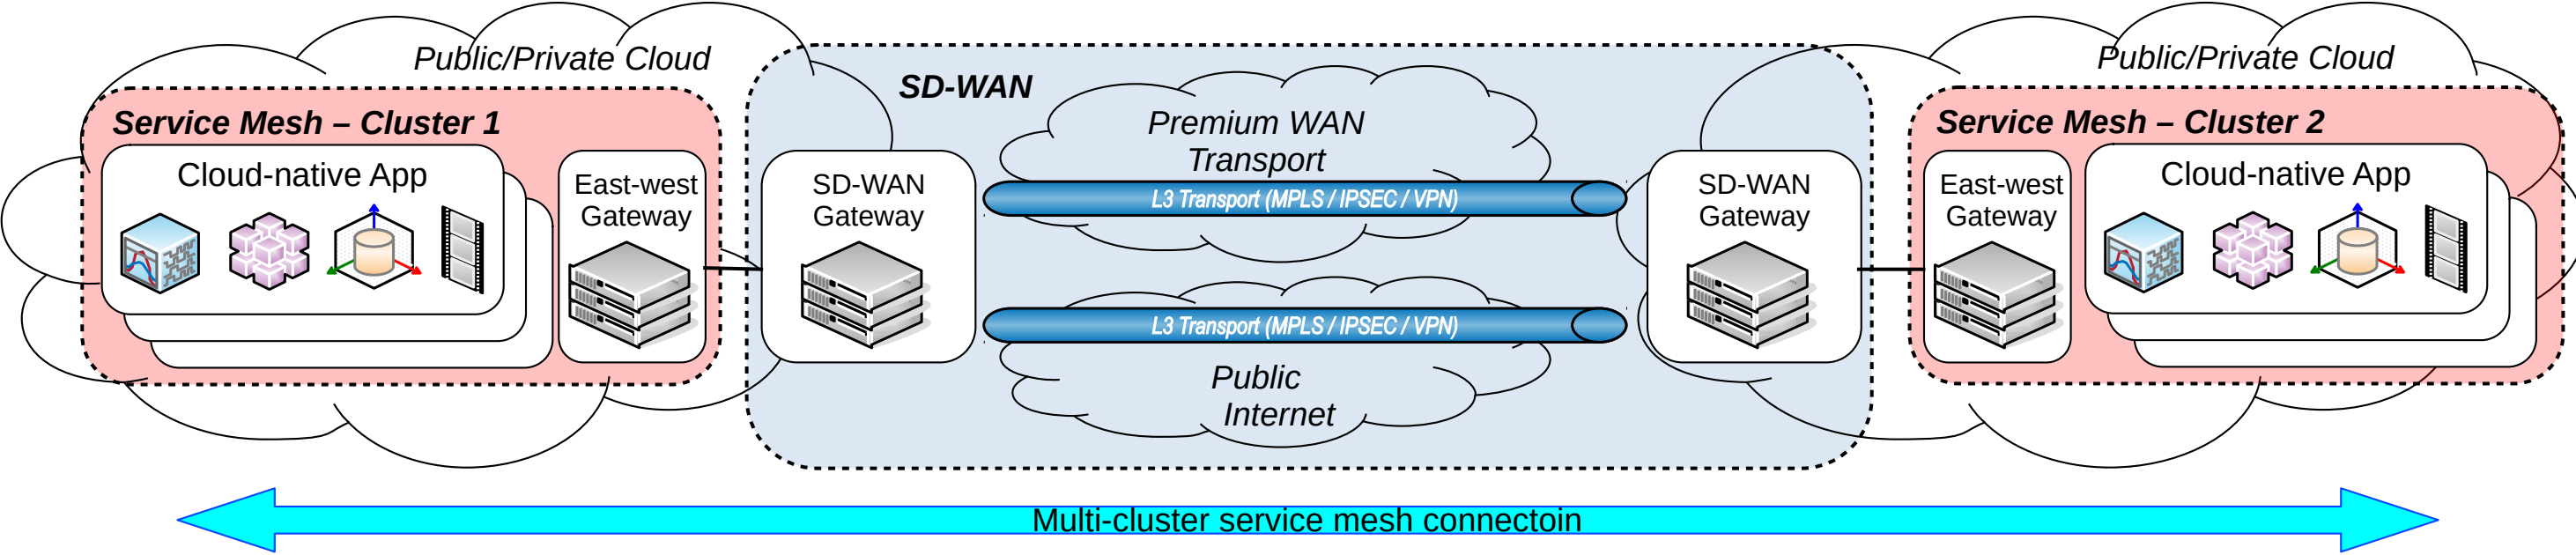 Public/Private Cloud
Service Mesh – Cluster 1
Cloud-native App
East-west
Gateway
SD-WAN
SD-WAN
Gateway
Premium WAN
Transport
L3 Transport (MPLS / IPSEC / VPN)
L3 Transport (MPLS / IPSEC / VPN)
Public
Internet
SD-WAN
Gateway
Public/Private Cloud
Service Mesh – Cluster 2
East-west
Gateway
Cloud-native App
Multi-cluster service mesh connectoin